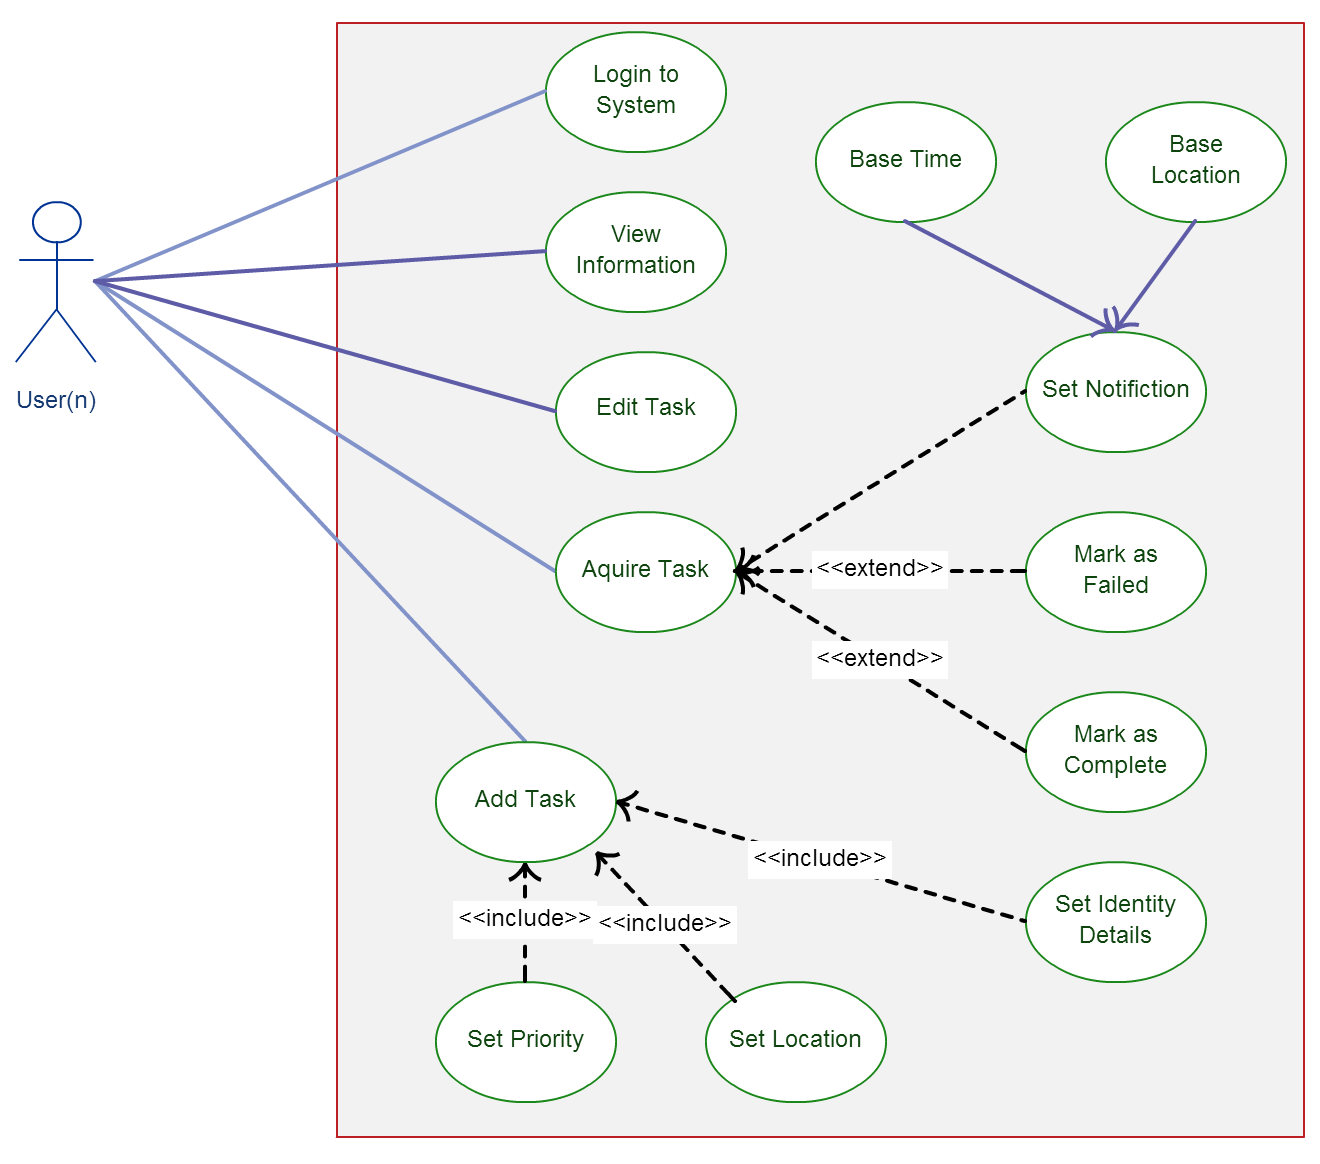 Login to
System
Base Time
Base
Location
View
Information
User(n)
Edit Task
Set Notifiction
Aquire Task
<<extend>>
Mark as
Failed
<<extend>>
Mark as
Complete
Add Task
<<include>>
Set Identity
Details
<<include>>
<<include>>
Set Priority
Set Location